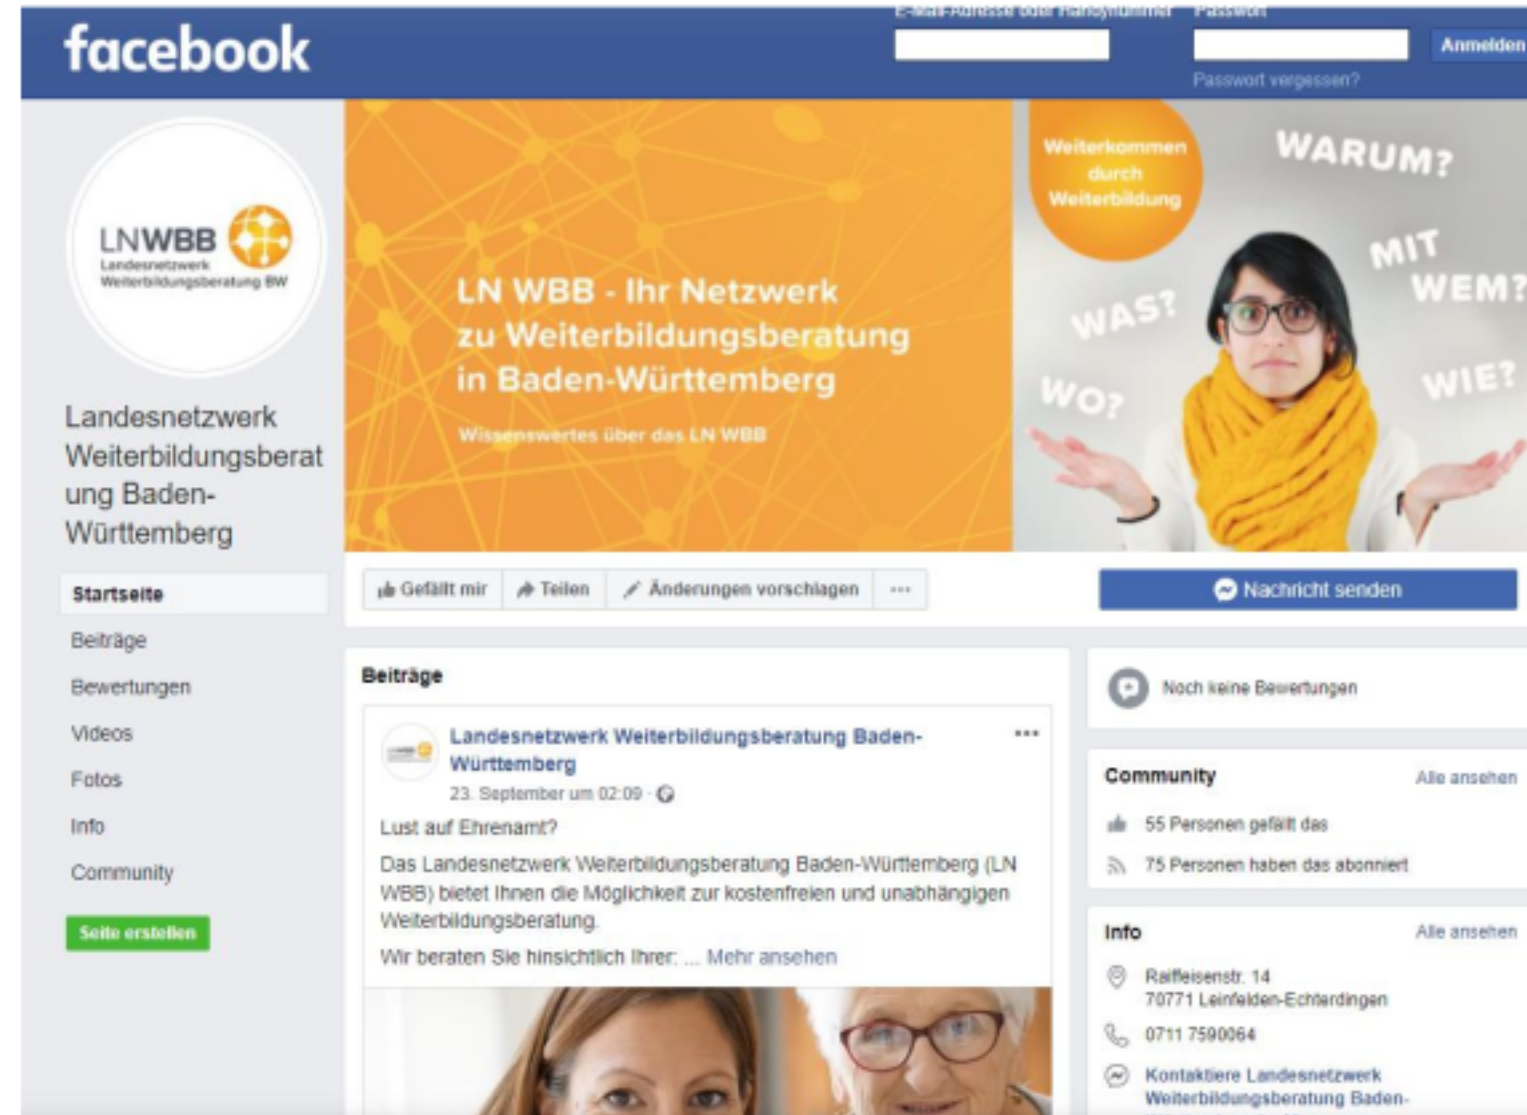 facebook
E-Mail-Adresse oder Handynummer
Passwort
Anmelden
Passwort vergessen?
LNWBB
Landesnetzwerk
Weiterbildungsberatung BW
Landesnetzwerk
Weiterbildungsberat
ung Baden-
Württemberg
Startseite
Beiträge
Bewertungen
Videos
Fotos
Info
Community
Seite erstellen
LN WBB - Ihr Netzwerk
zu Weiterbildungsberatung
in Baden-Württemberg
Wissenswertes über das LN WBB
Weiterkommen
durch
Weiterbildung
WARUM?
MIT
WEM?
WAS?
WO?
WIE?
Gefällt mir
Teilen
Änderungen vorschlagen
...
Nachricht senden
Beiträge
Landesnetzwerk Weiterbildungsberatung Baden-
Württemberg
...
23. September um 02:09 ·
Lust auf Ehrenamt?
Das Landesnetzwerk Weiterbildungsberatung Baden-Württemberg (LN
WBB) bietet Ihnen die Möglichkeit zur kostenfreien und unabhängigen
Weiterbildungsberatung.
Wir beraten Sie hinsichtlich Ihrer: ... Mehr ansehen
Noch keine Bewertungen
Community
Alle ansehen
55 Personen gefällt das
75 Personen haben das abonniert
Info
Alle ansehen
Raiffeisenstr. 14
70771 Leinfelden-Echterdingen
0711 7590064
Kontaktiere Landesnetzwerk
Weiterbildungsberatung Baden-